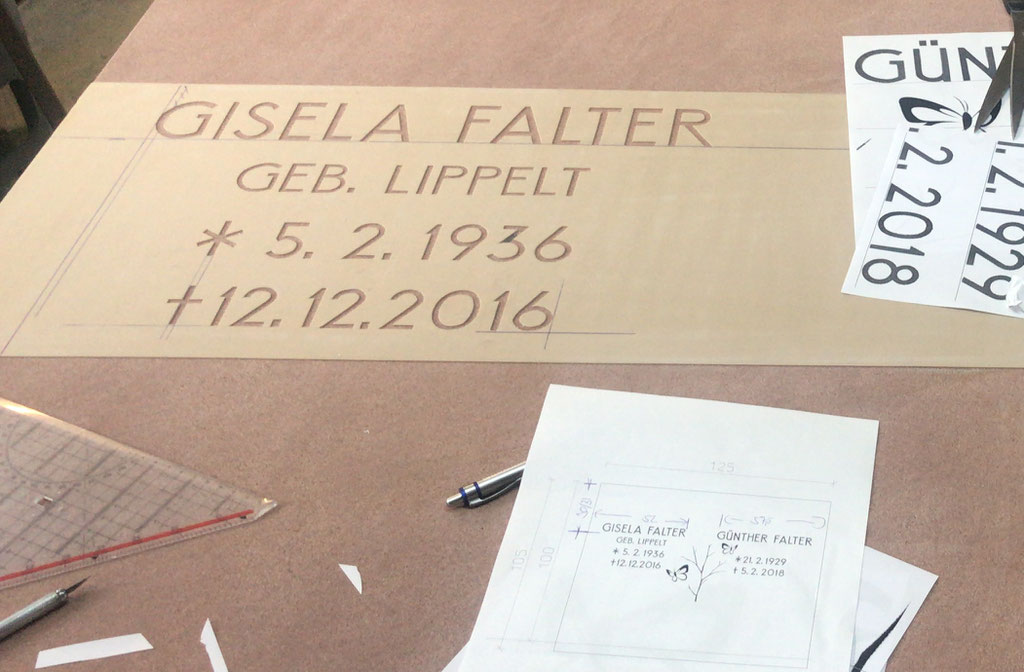 GISELA FALTER
GEB. LIPPELT
* 5. 2. 1936
†12.12.2016
GÜN
. 2. 2018
1. 2. 1929
125
105
100
52
GISELA FALTER
GEB. LIPPELT
* 5. 2. 1936
†12.12.2016
GÜNTHER FALTER
* 21. 2. 1929
† 5. 2. 2018